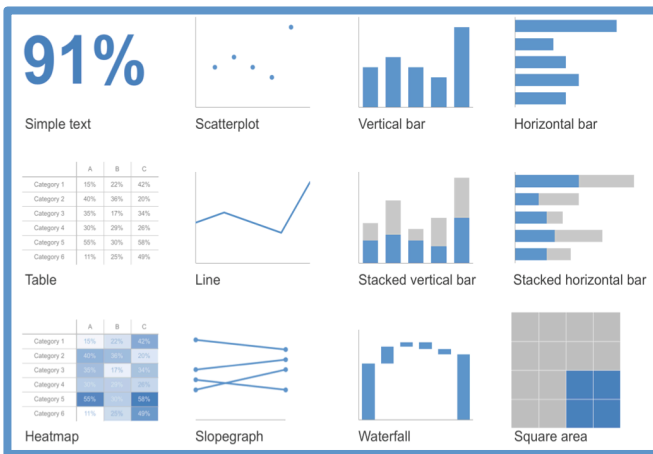 91%
Simple text
Scatterplot
Vertical bar
Horizontal bar
A B C
Category 1 15% 22% 42%
Category 2 40% 36% 20%
Category 3 35% 17% 34%
Category 4 30% 29% 26%
Category 5 55% 30% 58%
Category 6 11% 25% 49%
Table
Line
Stacked vertical bar
Stacked horizontal bar
A B C
Category 1 15% 22% 42%
Category 2 40% 36% 20%
Category 3 35% 17% 34%
Category 4 30% 29% 26%
Category 5 55% 30% 58%
Category 6 11% 25% 49%
Heatmap
Slopegraph
Waterfall
Square area